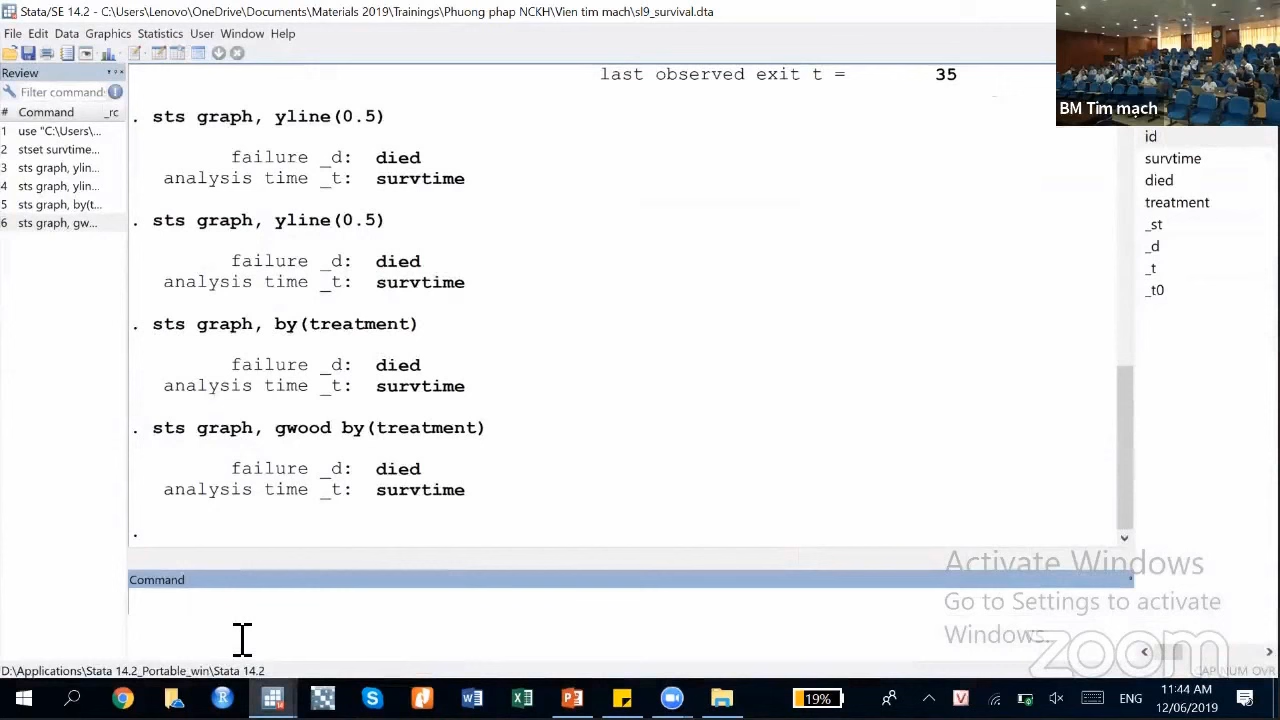 Stata/SE 14.2 - C:\Users\Lenovo\OneDrive\Documents\Materials 2019\Trainings\Phuong phap NCKH\Vien tim mach\sl9_survival.dta
File Edit Data Graphics Statistics User Window Help
Review
Filter commands
# Command _rc
1 use "C:\Users\...
2 stset survtime...
3 sts graph, ylin...
4 sts graph, ylin...
5 sts graph, by(t...
6 sts graph, gw...
last observed exit t = 35
. sts graph, yline(0.5)
failure _d: died
analysis time _t: survtime
. sts graph, yline(0.5)
failure _d: died
analysis time _t: survtime
. sts graph, by(treatment)
failure _d: died
analysis time _t: survtime
. sts graph, gwood by(treatment)
failure _d: died
analysis time _t: survtime
.
Command
BM Tim mạch
id
survtime
died
treatment
_st
_d
_t
_t0
Activate Windows
Go to Settings to activate
Windows.
zoom
D:\Applications\Stata 14.2_Portable_win\Stata 14.2
CAP NUM OVR
19%
ENG
11:44 AM
12/06/2019